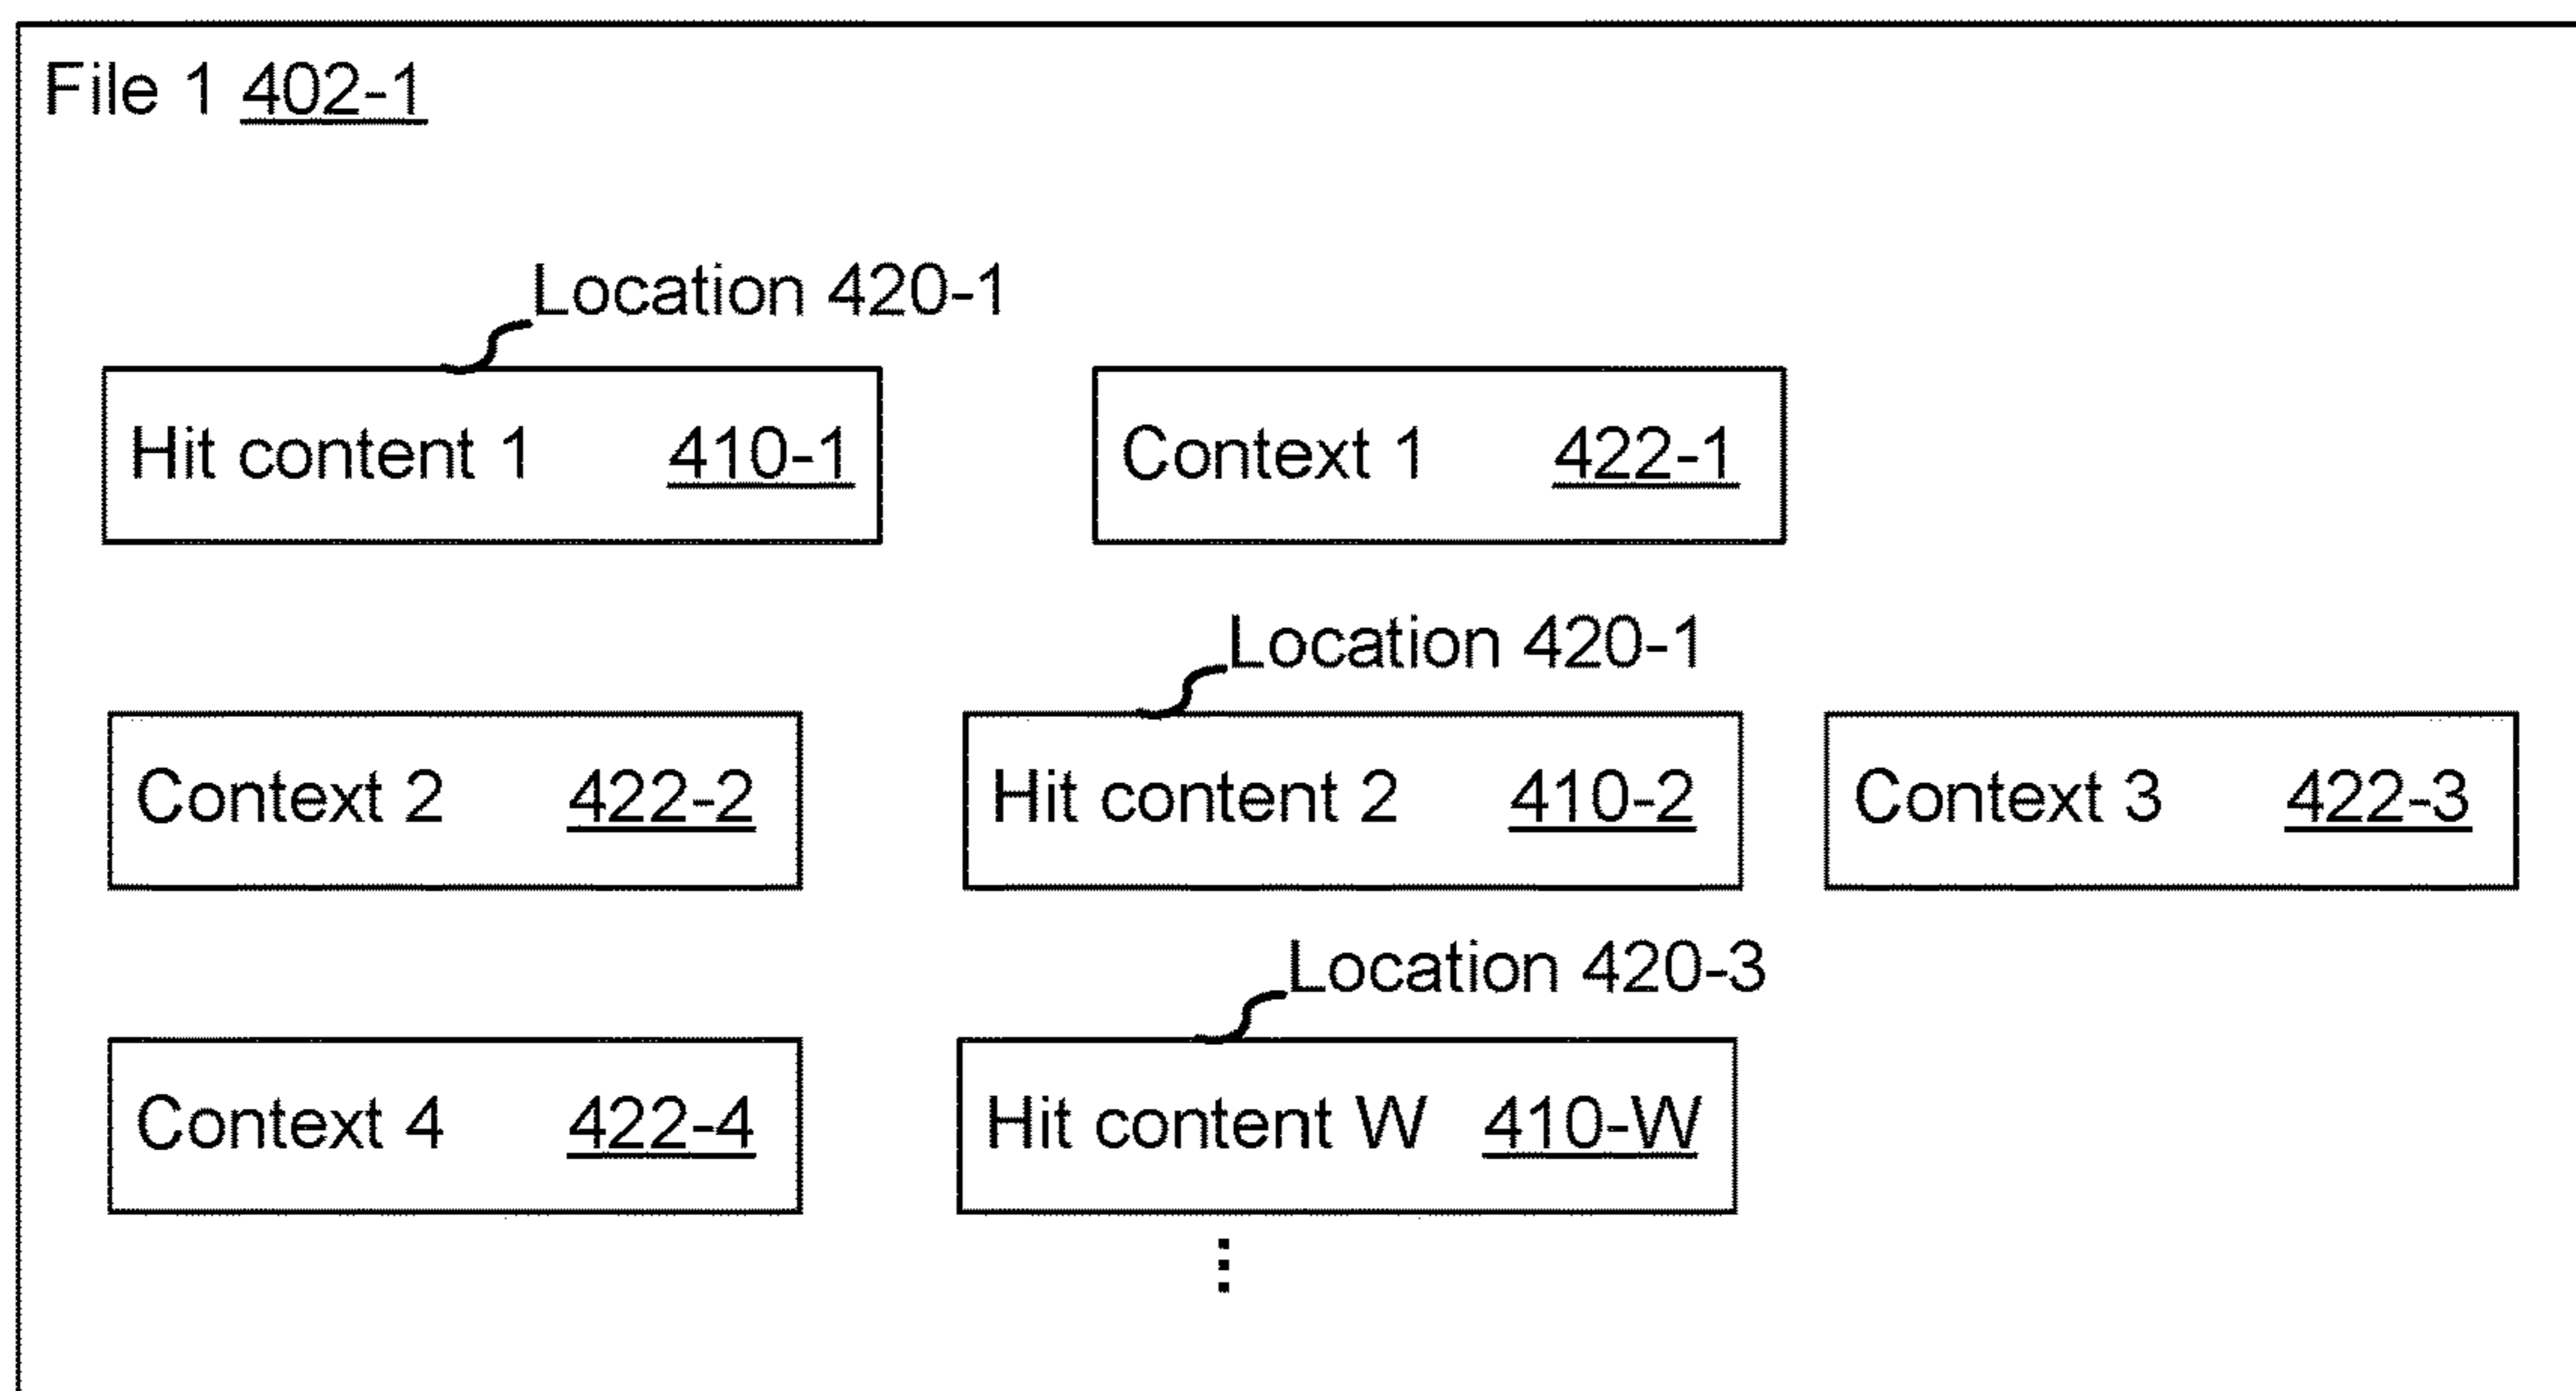 File 1 402-1
Location 420-1
Hit content 1 410-1 Context 1 422-1
Location 420-1
Context 2 422-2 Hit content 2 410-2 Context 3 422-3
Location 420-3
Context 4 422-4 Hit content W 410-W
⋮